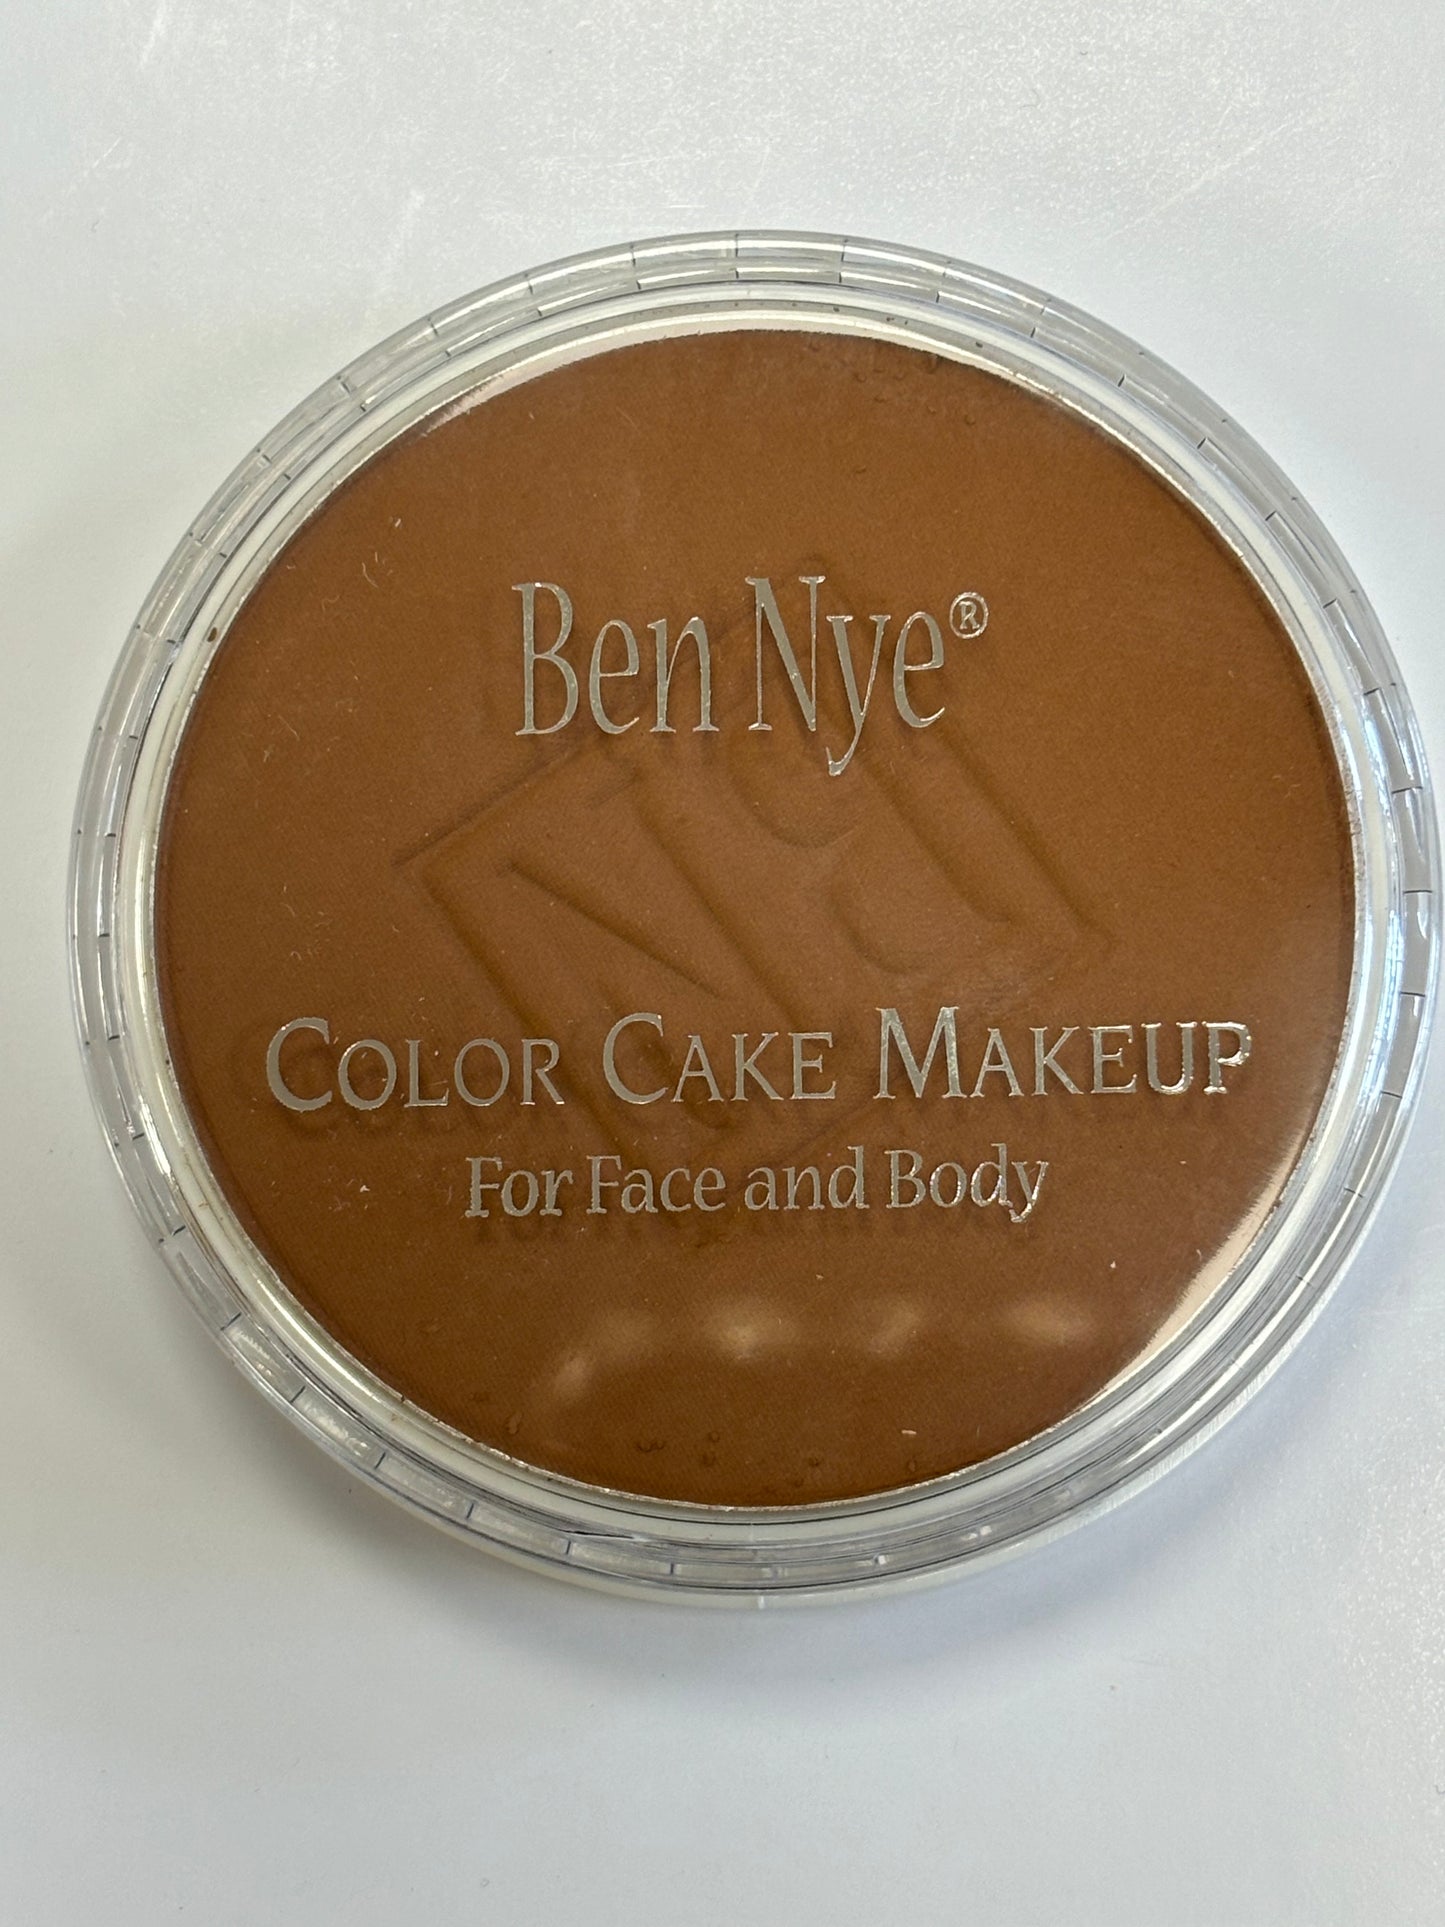 Ben Nye®
COLOR CAKE MAKEUP
For Face and Body